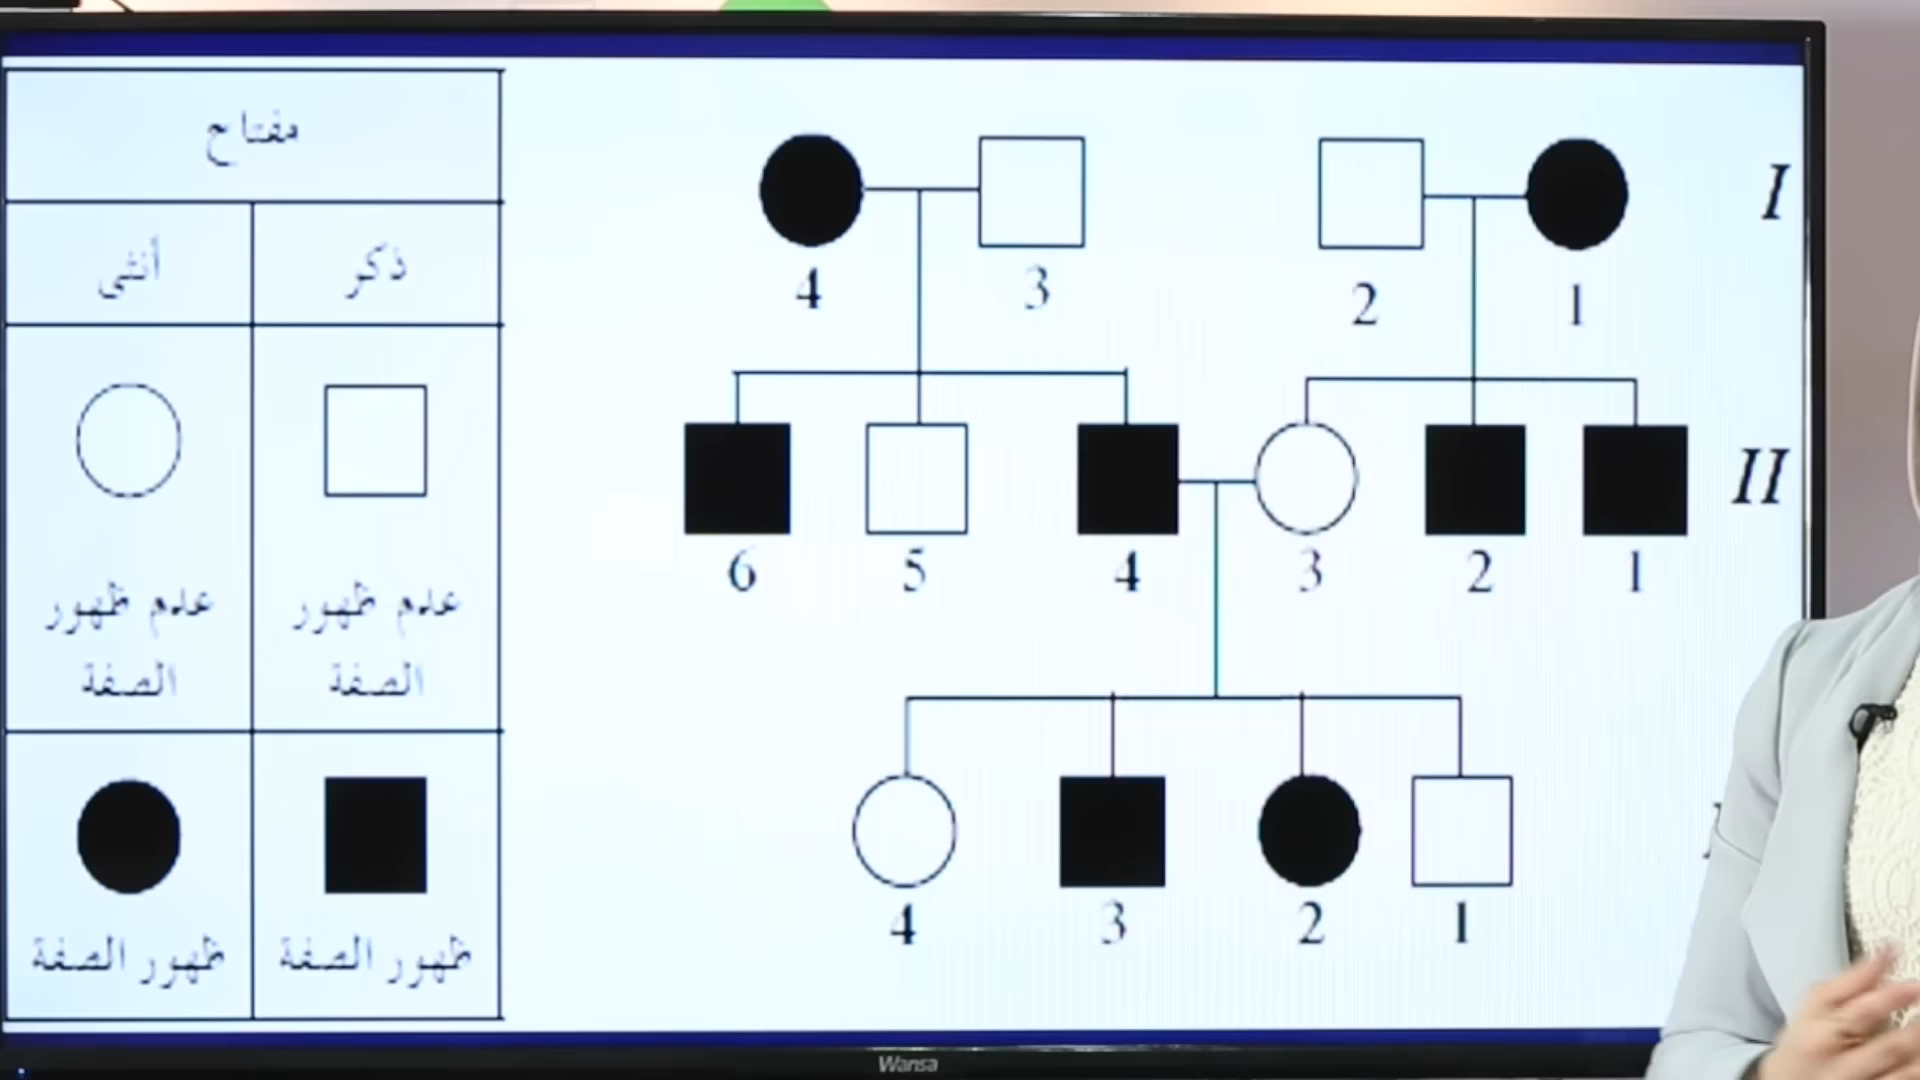 مفتاح
ذكر أنثى
عدم ظهور الصفة
عدم ظهور الصفة
ظهور الصفة
ظهور الصفة
I
4 3 2 1
II
6 5 4 3 2 1
4 3 2 1
Wansa